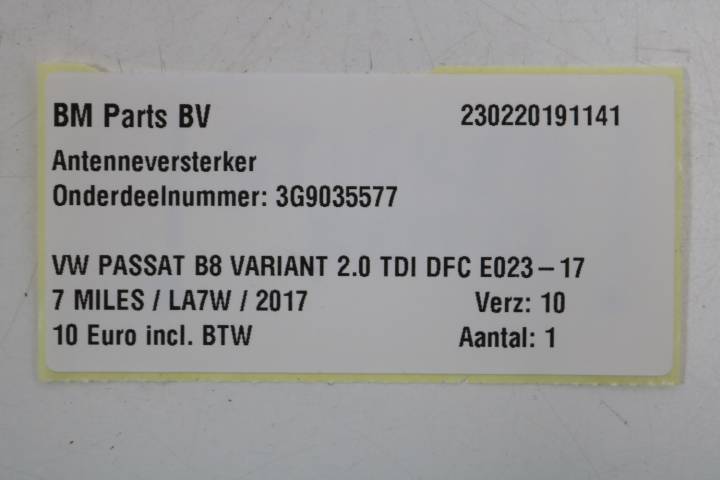 BM Parts BV 230220191141
Antenneversterker
Onderdeelnummer: 3G9035577
VW PASSAT B8 VARIANT 2.0 TDI DFC E023-17
7 MILES / LA7W / 2017 Verz: 10
10 Euro incl. BTW Aantal: 1